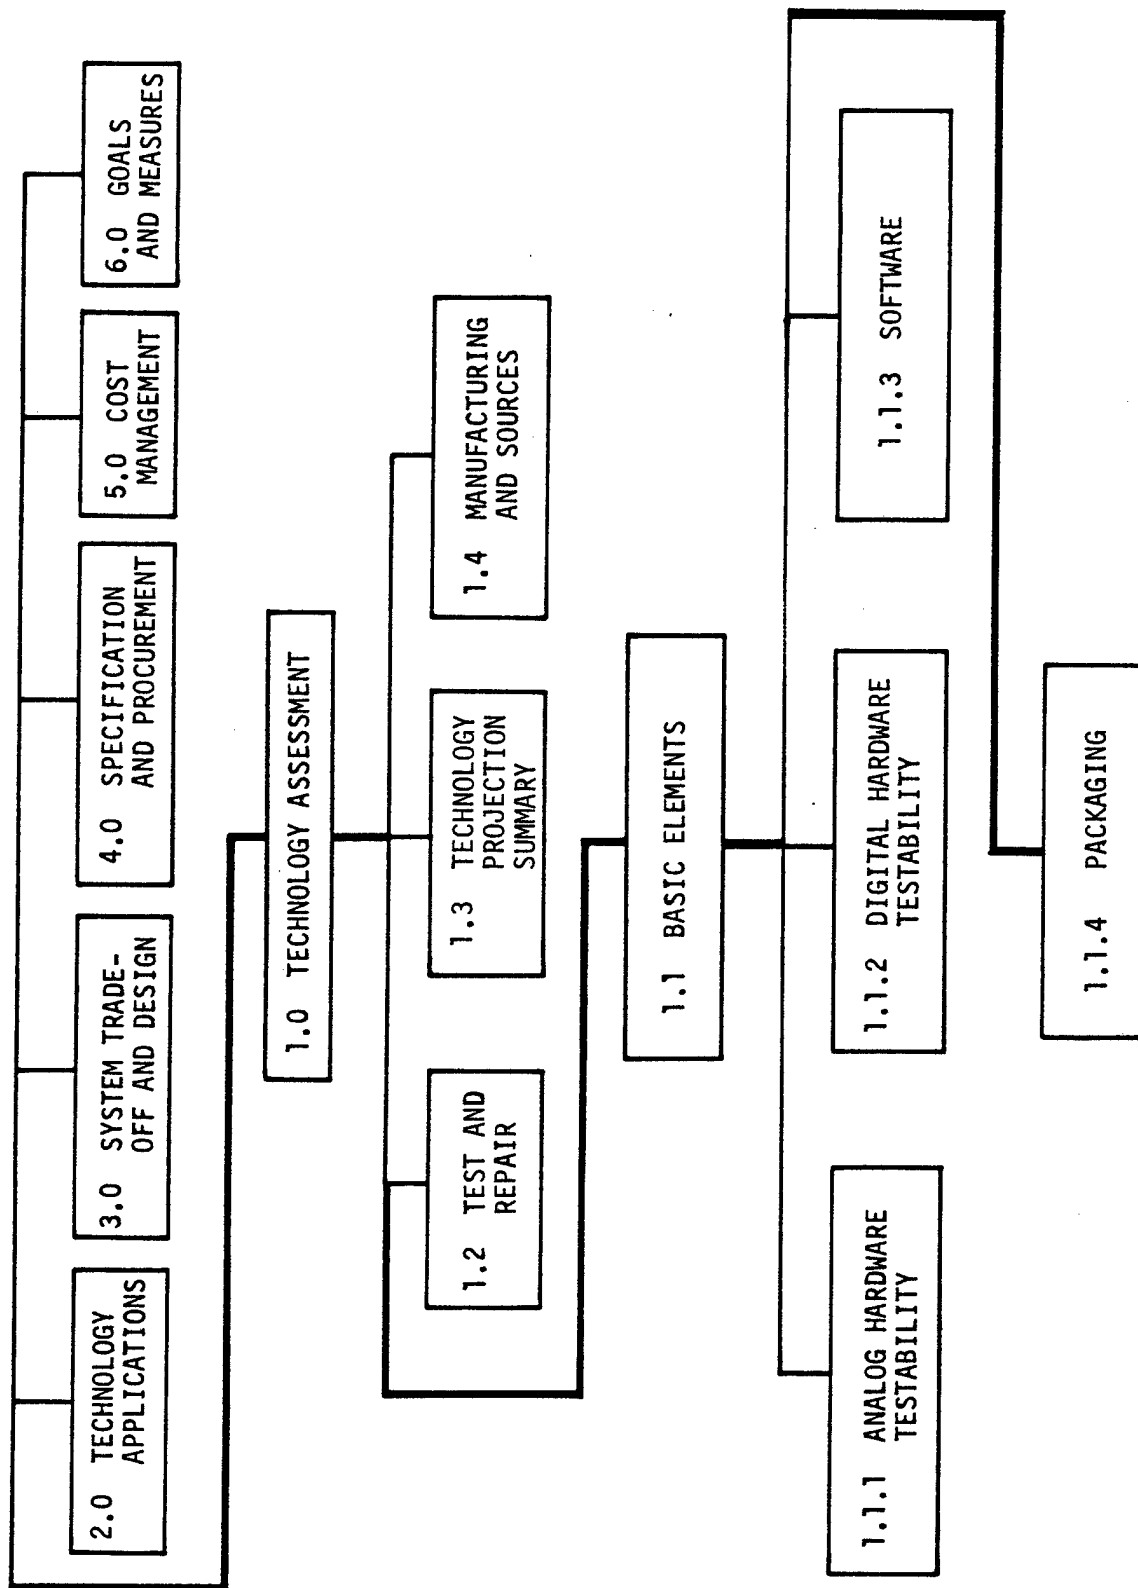 2.0 TECHNOLOGY
APPLICATIONS
3.0 SYSTEM TRADE-
OFF AND DESIGN
4.0 SPECIFICATION
AND PROCUREMENT
5.0 COST
MANAGEMENT
6.0 GOALS
AND MEASURES
1.0 TECHNOLOGY ASSESSMENT
1.2 TEST AND
REPAIR
1.3 TECHNOLOGY
PROJECTION
SUMMARY
1.4 MANUFACTURING
AND SOURCES
1.1 BASIC ELEMENTS
1.1.1 ANALOG HARDWARE
TESTABILITY
1.1.2 DIGITAL HARDWARE
TESTABILITY
1.1.3 SOFTWARE
1.1.4 PACKAGING